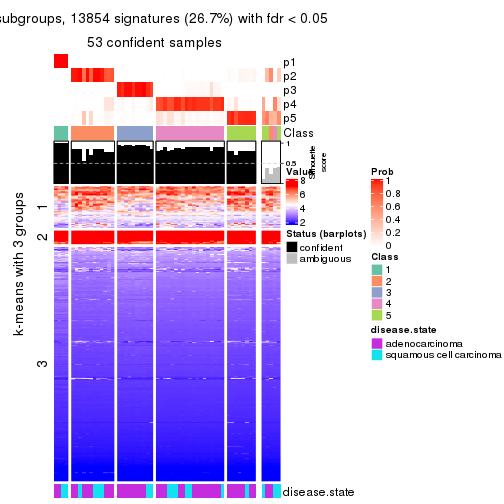 subgroups, 13854 signatures (26.7%) with fdr < 0.05
53 confident samples
p1
p2
p3
p4
p5
Class
1
0.5
0
Silhouette
score
k-means with 3 groups
1
2
3
Value
8
6
4
2
Status (barplots)
confident
ambiguous
Prob
1
0.8
0.6
0.4
0.2
0
Class
1
2
3
4
5
disease.state
adenocarcinoma
squamous cell carcinoma
disease.state